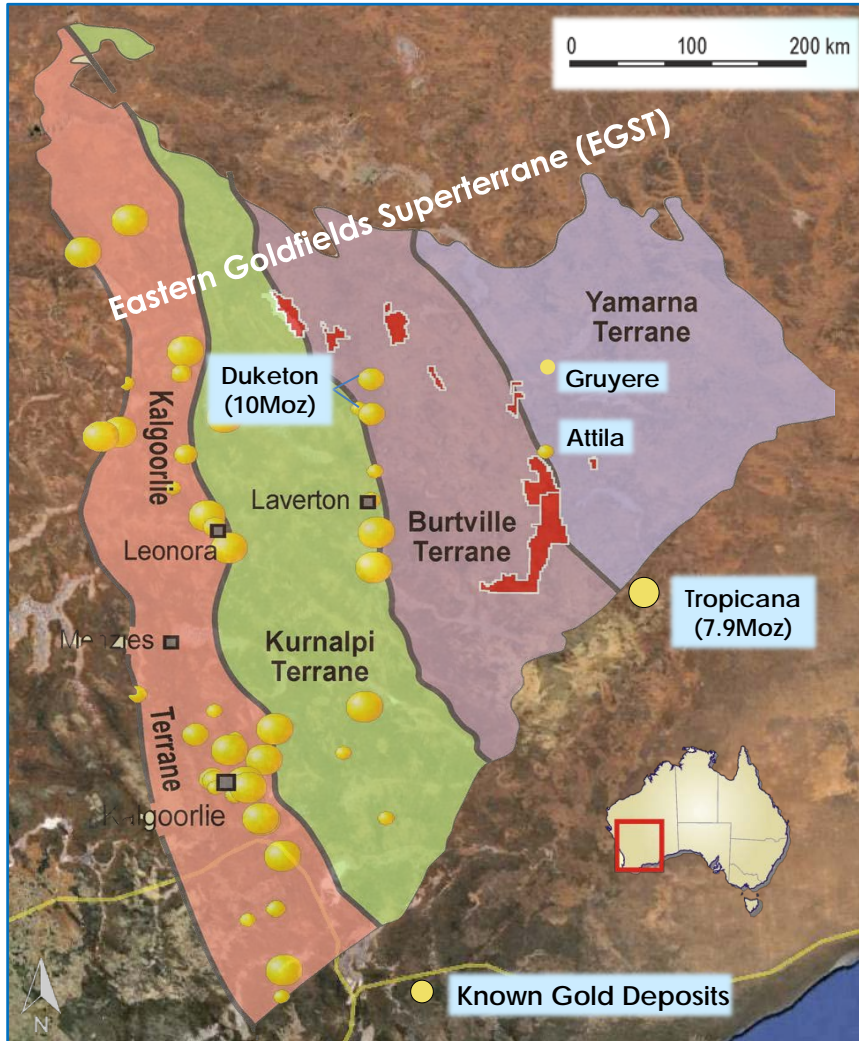 0 100 200 km
Eastern Goldfields Superterrane (EGST)
Yamarna
Terrane
Gruyere
Duketon
(10Moz)
Kalgoorlie
Attila
Laverton
Burtville
Terrane
Leonora
Tropicana
(7.9Moz)
Menzies
Kurnalpi
Terrane
Terrane
Kalgoorlie
Known Gold Deposits
N